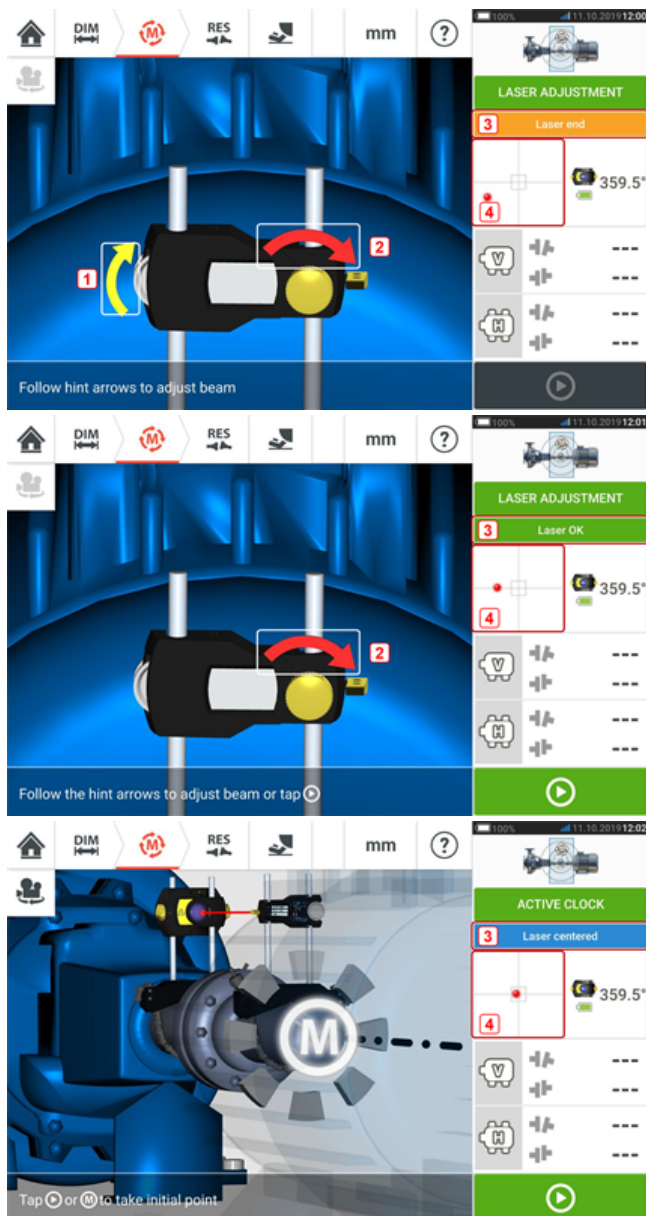 DIM
M
RES
mm
?
100%
11.10.2019 12:00
LASER ADJUSTMENT
3
Laser end
4
359.5°
1
2
V
---
---
H
---
---
Follow hint arrows to adjust beam
DIM
M
RES
mm
?
100%
11.10.2019 12:01
LASER ADJUSTMENT
3
Laser OK
4
359.5°
2
V
---
---
H
---
---
Follow the hint arrows to adjust beam or tap
DIM
M
RES
mm
?
100%
11.10.2019 12:02
ACTIVE CLOCK
3
Laser centered
4
359.5°
M
V
---
---
H
---
---
Tap or M to take initial point